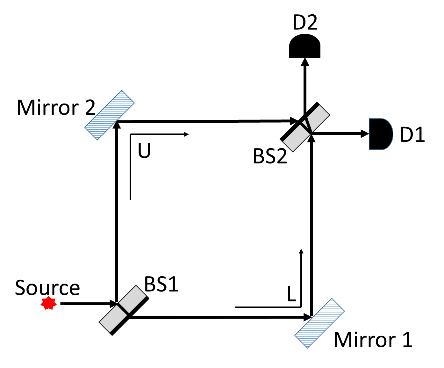 D2
Mirror 2
D1
U
BS2
Source
BS1
L
Mirror 1